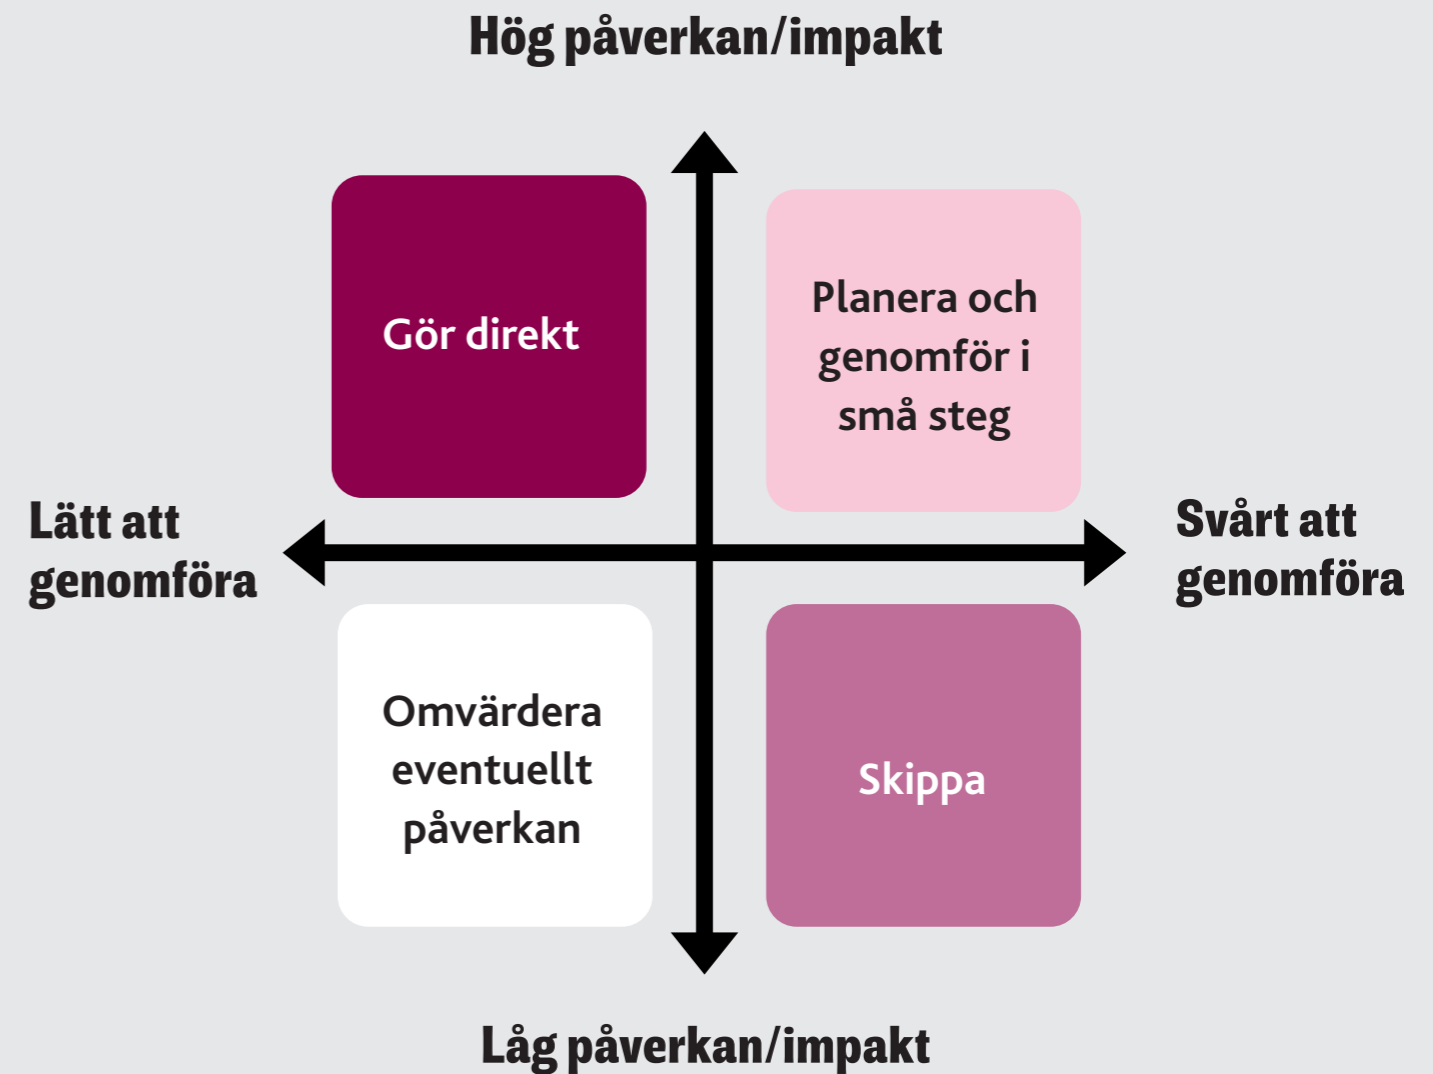 Hög påverkan/impakt
Gör direkt
Planera och
genomför i
små steg
Lätt att
genomföra
Svårt att
genomföra
Omvärdera
eventuellt
påverkan
Skippa
Låg påverkan/impakt